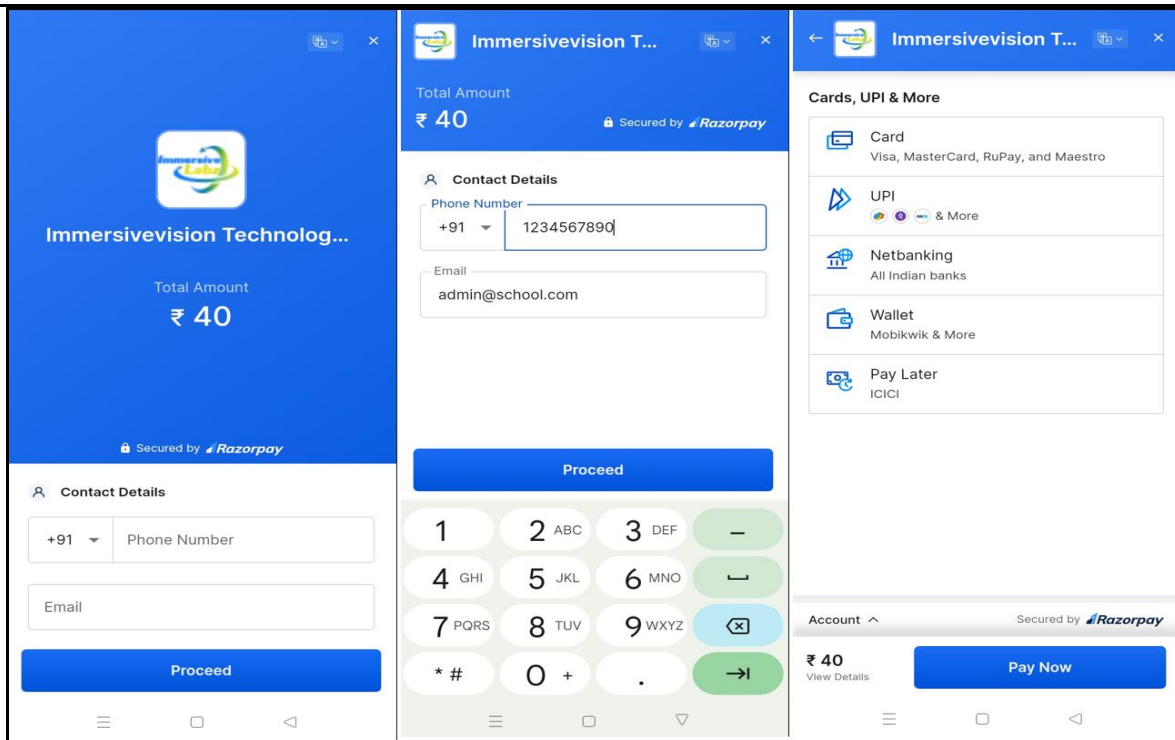 Immersive
Labz
Immersivevision Technolog...
Total Amount
₹ 40
Secured by Razorpay
Contact Details
+91 Phone Number
Email
Proceed
Immersivevision T...
Total Amount
₹ 40 Secured by Razorpay
Contact Details
Phone Number
+91 1234567890
Email
admin@school.com
Proceed
1 2 ABC 3 DEF –
4 GHI 5 JKL 6 MNO
7 PQRS 8 TUV 9 WXYZ
* # 0 + .
Immersivevision T...
Cards, UPI & More
Card
Visa, MasterCard, RuPay, and Maestro
UPI
& More
Netbanking
All Indian banks
Wallet
Mobikwik & More
Pay Later
ICICI
Account Secured by Razorpay
₹ 40
View Details
Pay Now